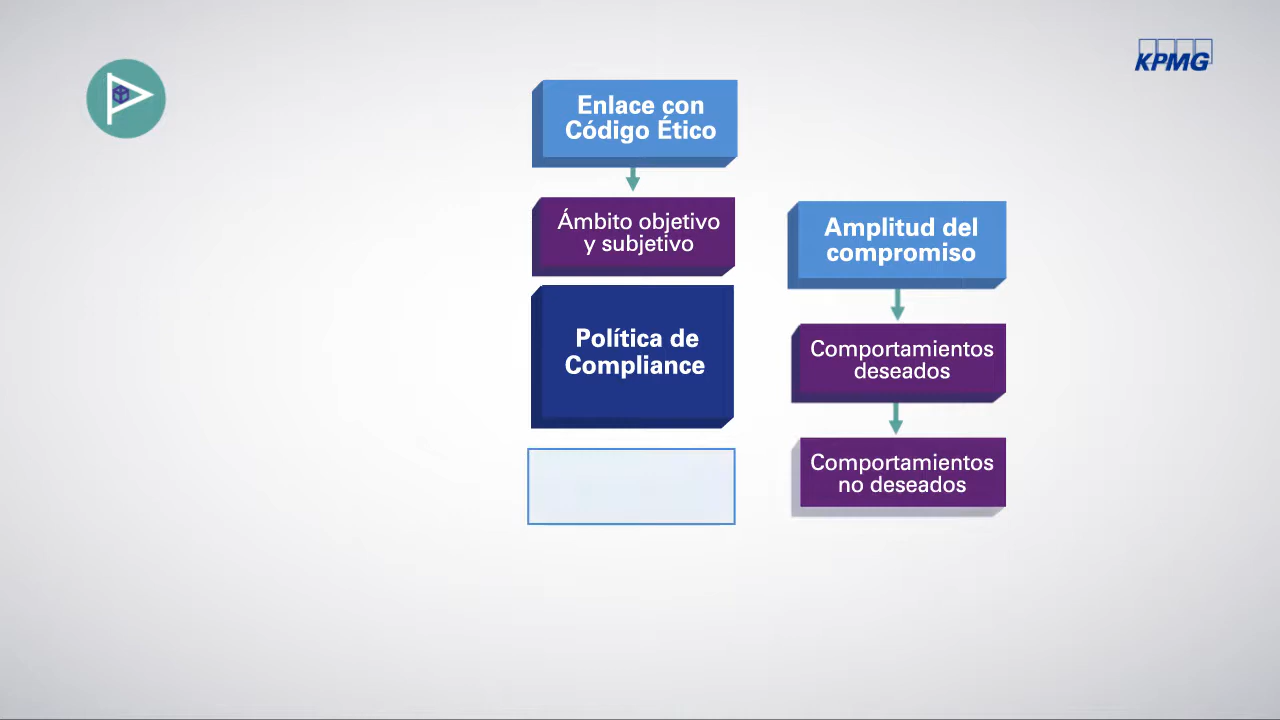 KPMG
Enlace con
Código Ético
Ámbito objetivo
y subjetivo
Política de
Compliance
Amplitud del
compromiso
Comportamientos
deseados
Comportamientos
no deseados